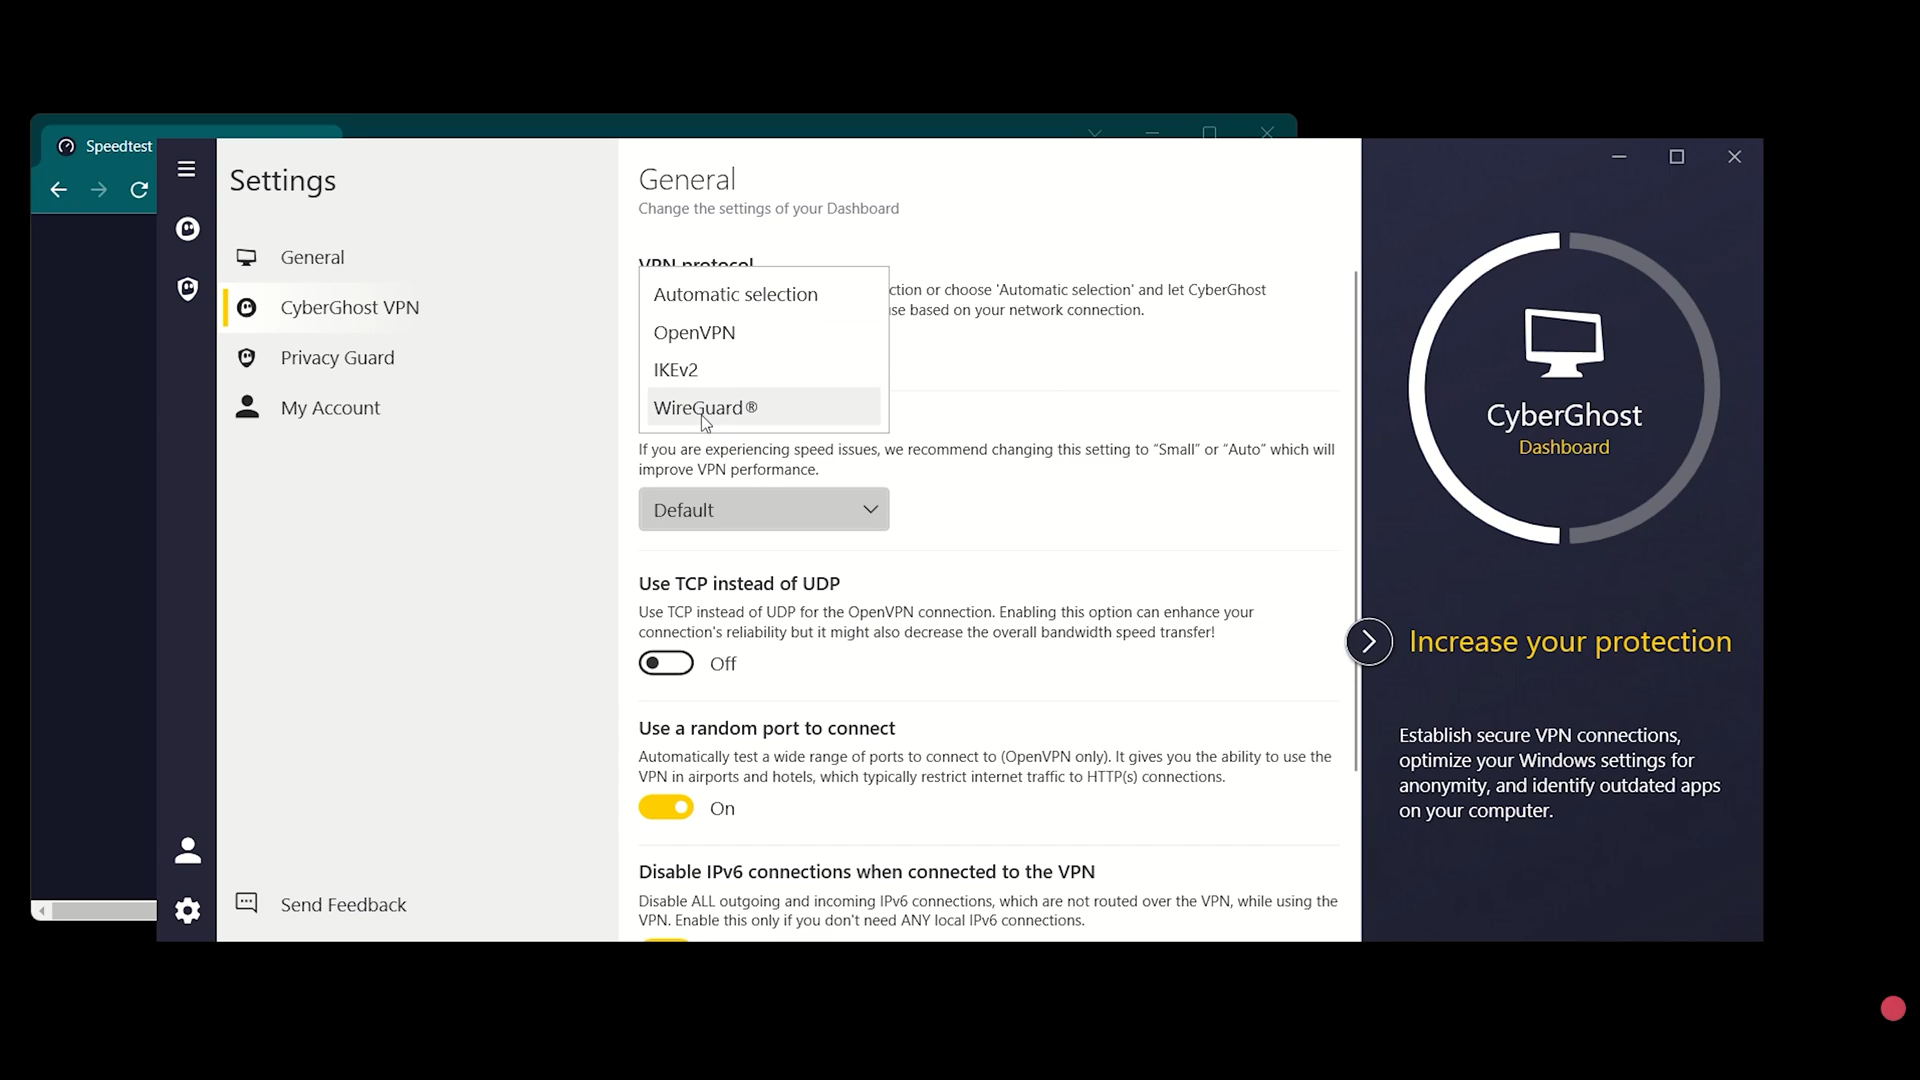 Speedtest
Settings
General
CyberGhost VPN
Privacy Guard
My Account
Send Feedback
General
Change the settings of your Dashboard
VPN protocol
ction or choose 'Automatic selection' and let CyberGhost
se based on your network connection.
Automatic selection
OpenVPN
IKEv2
WireGuard®
If you are experiencing speed issues, we recommend changing this setting to “Small” or “Auto” which will
improve VPN performance.
Default
Use TCP instead of UDP
Use TCP instead of UDP for the OpenVPN connection. Enabling this option can enhance your
connection's reliability but it might also decrease the overall bandwidth speed transfer!
Off
Use a random port to connect
Automatically test a wide range of ports to connect to (OpenVPN only). It gives you the ability to use the
VPN in airports and hotels, which typically restrict internet traffic to HTTP(s) connections.
On
Disable IPv6 connections when connected to the VPN
Disable ALL outgoing and incoming IPv6 connections, which are not routed over the VPN, while using the
VPN. Enable this only if you don't need ANY local IPv6 connections.
CyberGhost
Dashboard
Increase your protection
Establish secure VPN connections,
optimize your Windows settings for
anonymity, and identify outdated apps
on your computer.